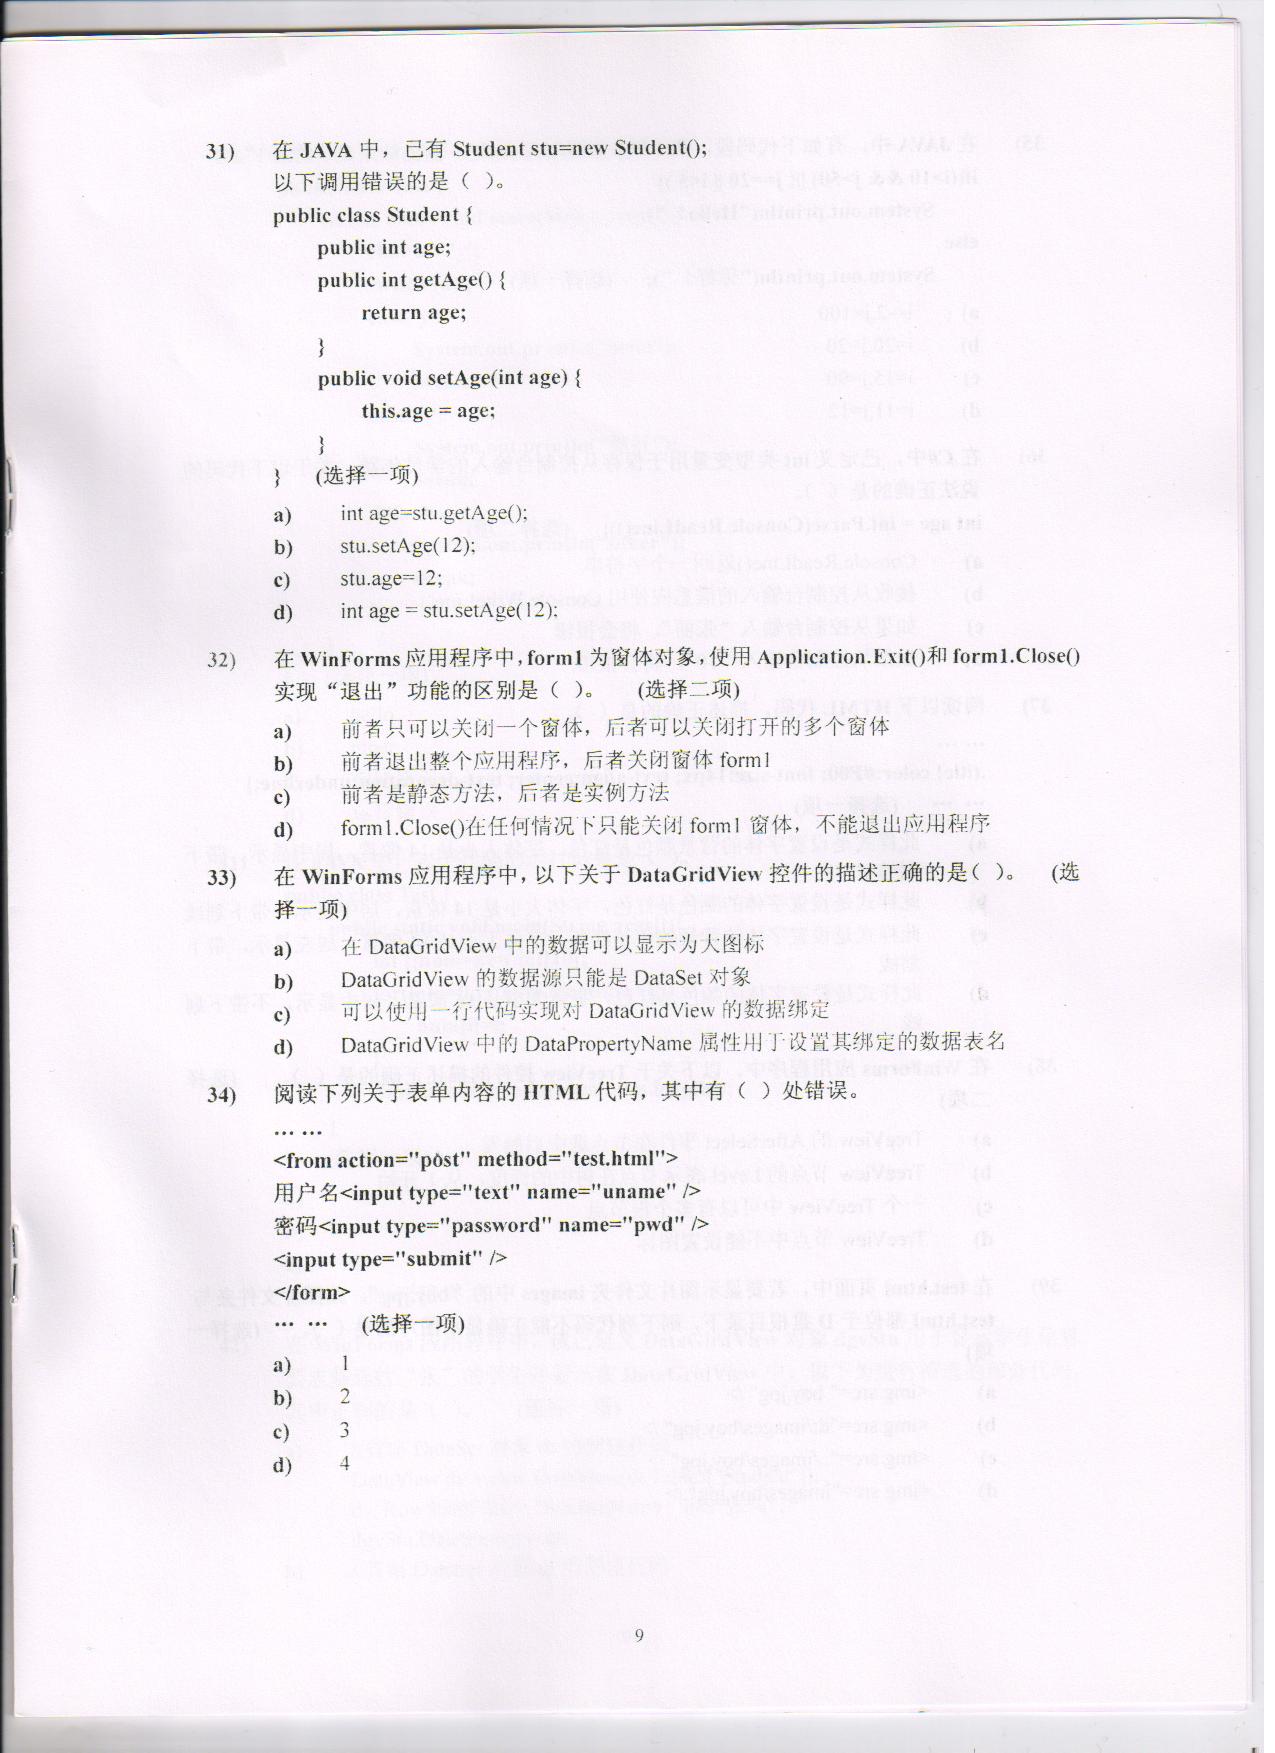 31) 在 JAVA 中，已有 Student stu=new Student();
以下调用错误的是（ ）。
public class Student {
public int age;
public int getAge() {
return age;
}
public void setAge(int age) {
this.age = age;
}
} (选择一项)
a) int age=stu.getAge();
b) stu.setAge(12);
c) stu.age=12;
d) int age = stu.setAge(12);
32) 在 WinForms 应用程序中，form1 为窗体对象，使用 Application.Exit()和 form1.Close()
实现“退出”功能的区别是（ ）。 (选择二项)
a) 前者只可以关闭一个窗体，后者可以关闭打开的多个窗体
b) 前者退出整个应用程序，后者关闭窗体 form1
c) 前者是静态方法，后者是实例方法
d) form1.Close()在任何情况下只能关闭 form1 窗体，不能退出应用程序
33) 在 WinForms 应用程序中，以下关于 DataGridView 控件的描述正确的是（ ）。 (选
择一项)
a) 在 DataGridView 中的数据可以显示为大图标
b) DataGridView 的数据源只能是 DataSet 对象
c) 可以使用一行代码实现对 DataGridView 的数据绑定
d) DataGridView 中的 DataPropertyName 属性用于设置其绑定的数据表名
34) 阅读下列关于表单内容的 HTML 代码，其中有（ ）处错误。
… …
<from action="post" method="test.html">
用户名<input type="text" name="uname" />
密码<input type="password" name="pwd" />
<input type="submit" />
</form>
… … (选择一项)
a) 1
b) 2
c) 3
d) 4
9